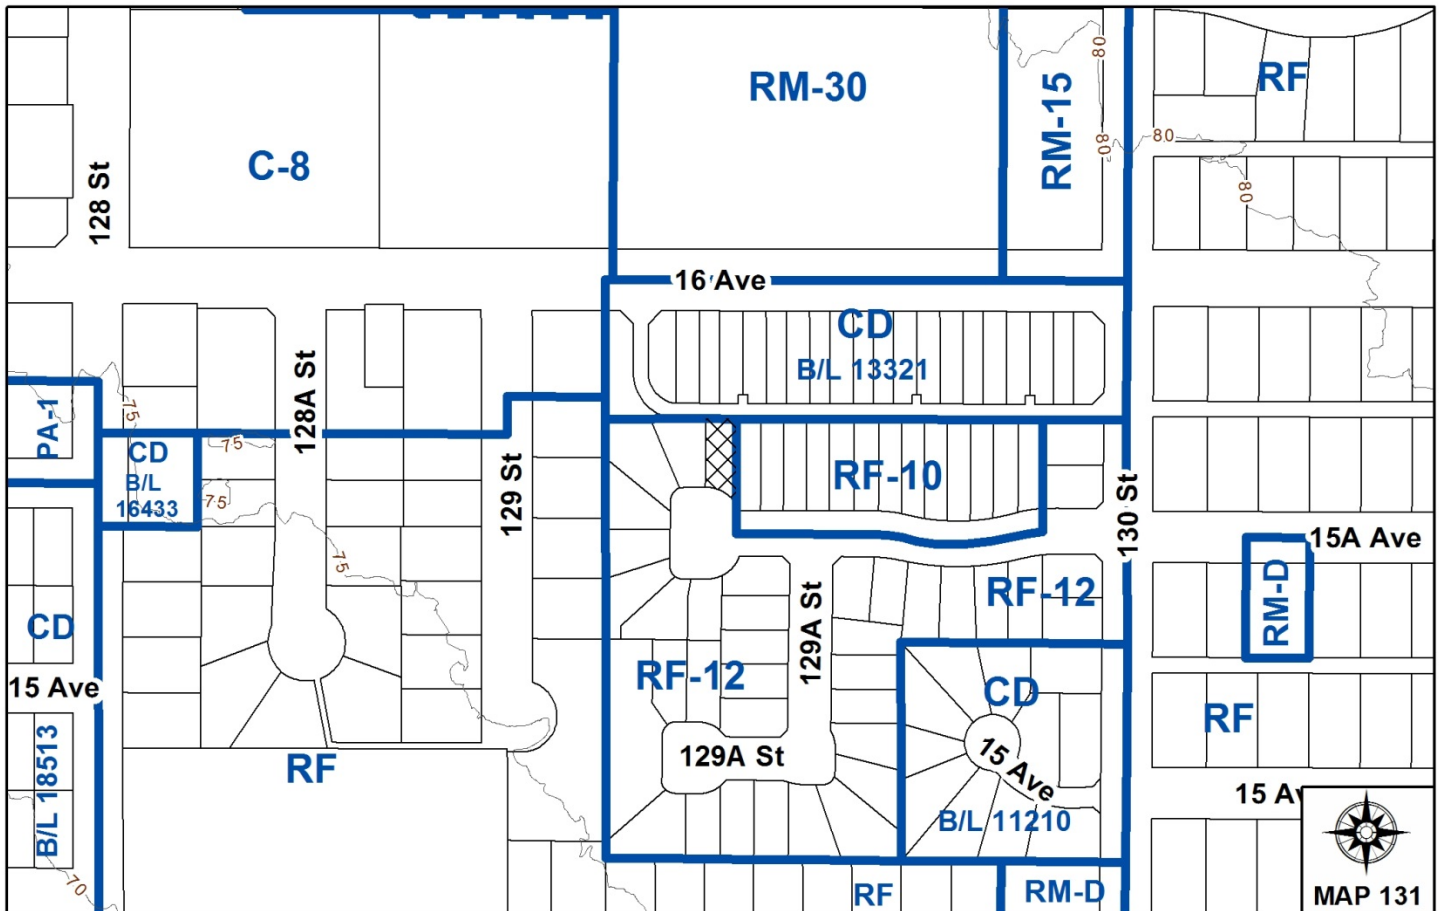 RM-30
RM-15
RF
C-8
128 St
80
80
80
80
16 Ave
CD
B/L 13321
128A St
PA-1
75
75
75
75
CD
B/L
16433
129 St
RF-10
130 St
15A Ave
RM-D
RF-12
129A St
CD
15 Ave
B/L 18513
RF-12
129A St
CD
15 Ave
B/L 11210
RF
RF
15 Av
70
RF
RM-D
MAP 131